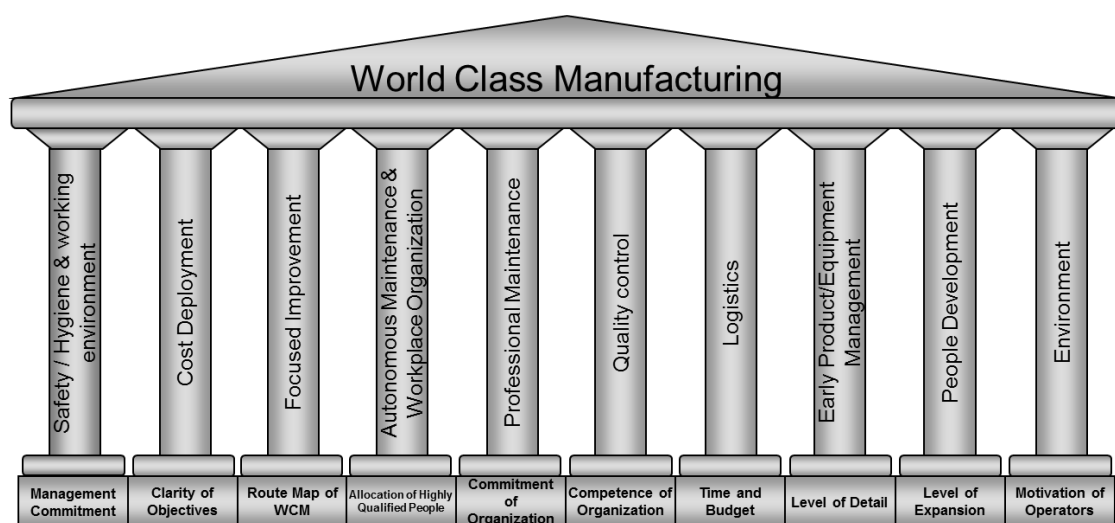 World Class Manufacturing
Safety / Hygiene & working
environment
Cost Deployment
Focused Improvement
Autonomous Maintenance &
Workplace Organization
Professional Maintenance
Quality control
Logistics
Early Product/Equipment
Management
People Development
Environment
Management
Commitment
Clarity of
Objectives
Route Map of
WCM
Allocation of Highly
Qualified People
Commitment
of
Organization
Competence of
Organization
Time and
Budget
Level of Detail
Level of
Expansion
Motivation of
Operators